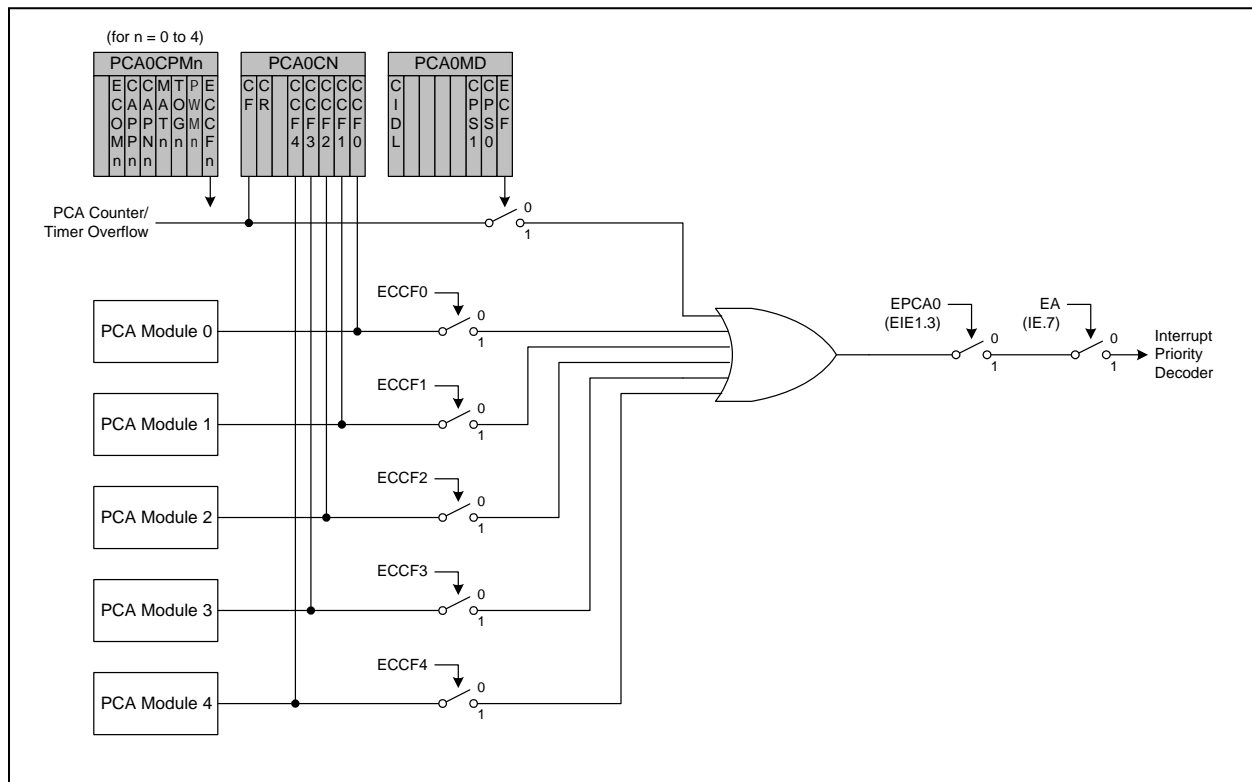 (for n = 0 to 4)
PCA0CPMn
ECOMn
CAPPn
CAPNn
MATn
TOGn
PWMn
ECCFn
PCA0CN
CF
CR
CCF4
CCF3
CCF2
CCF1
CCF0
PCA0MD
CIDL
CPS1
CPS0
ECF
PCA Counter/
Timer Overflow
0
1
PCA Module 0
ECCF0
0
1
EPCA0
(EIE1.3)
0
1
EA
(IE.7)
0
1
Interrupt
Priority
Decoder
PCA Module 1
ECCF1
0
1
PCA Module 2
ECCF2
0
1
PCA Module 3
ECCF3
0
1
PCA Module 4
ECCF4
0
1